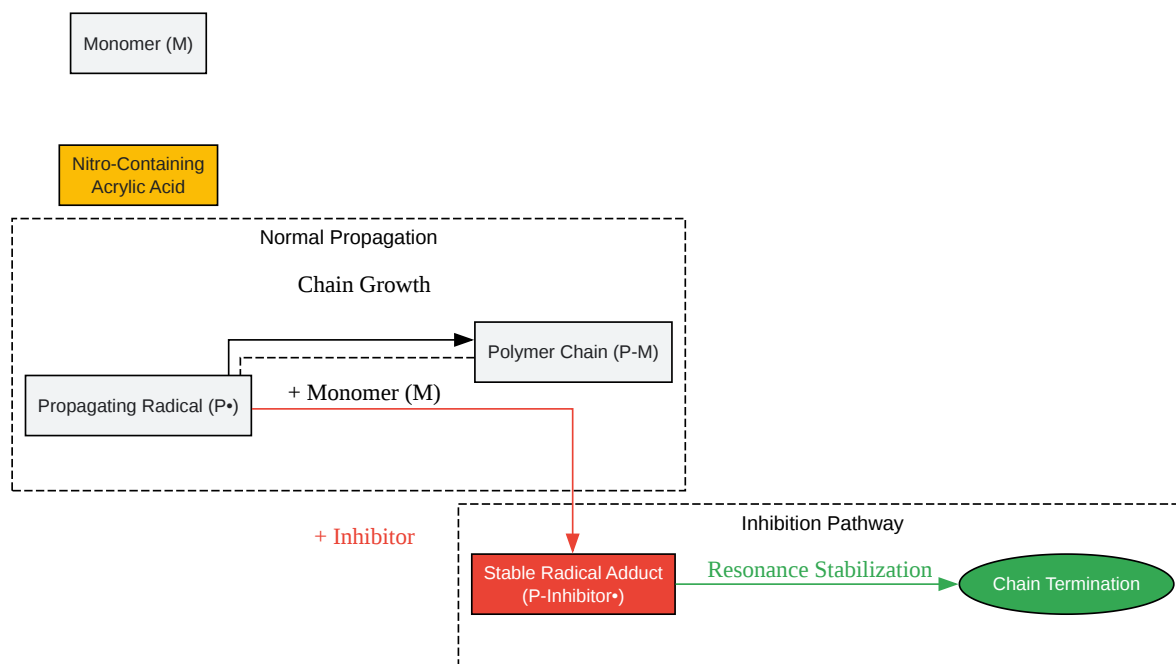 Monomer (M)
Nitro-Containing
Acrylic Acid
Normal Propagation
Chain Growth
Polymer Chain (P-M)
Propagating Radical (P•)
+ Monomer (M)
+ Inhibitor
Inhibition Pathway
Stable Radical Adduct
(P-Inhibitor•)
Resonance Stabilization
Chain Termination